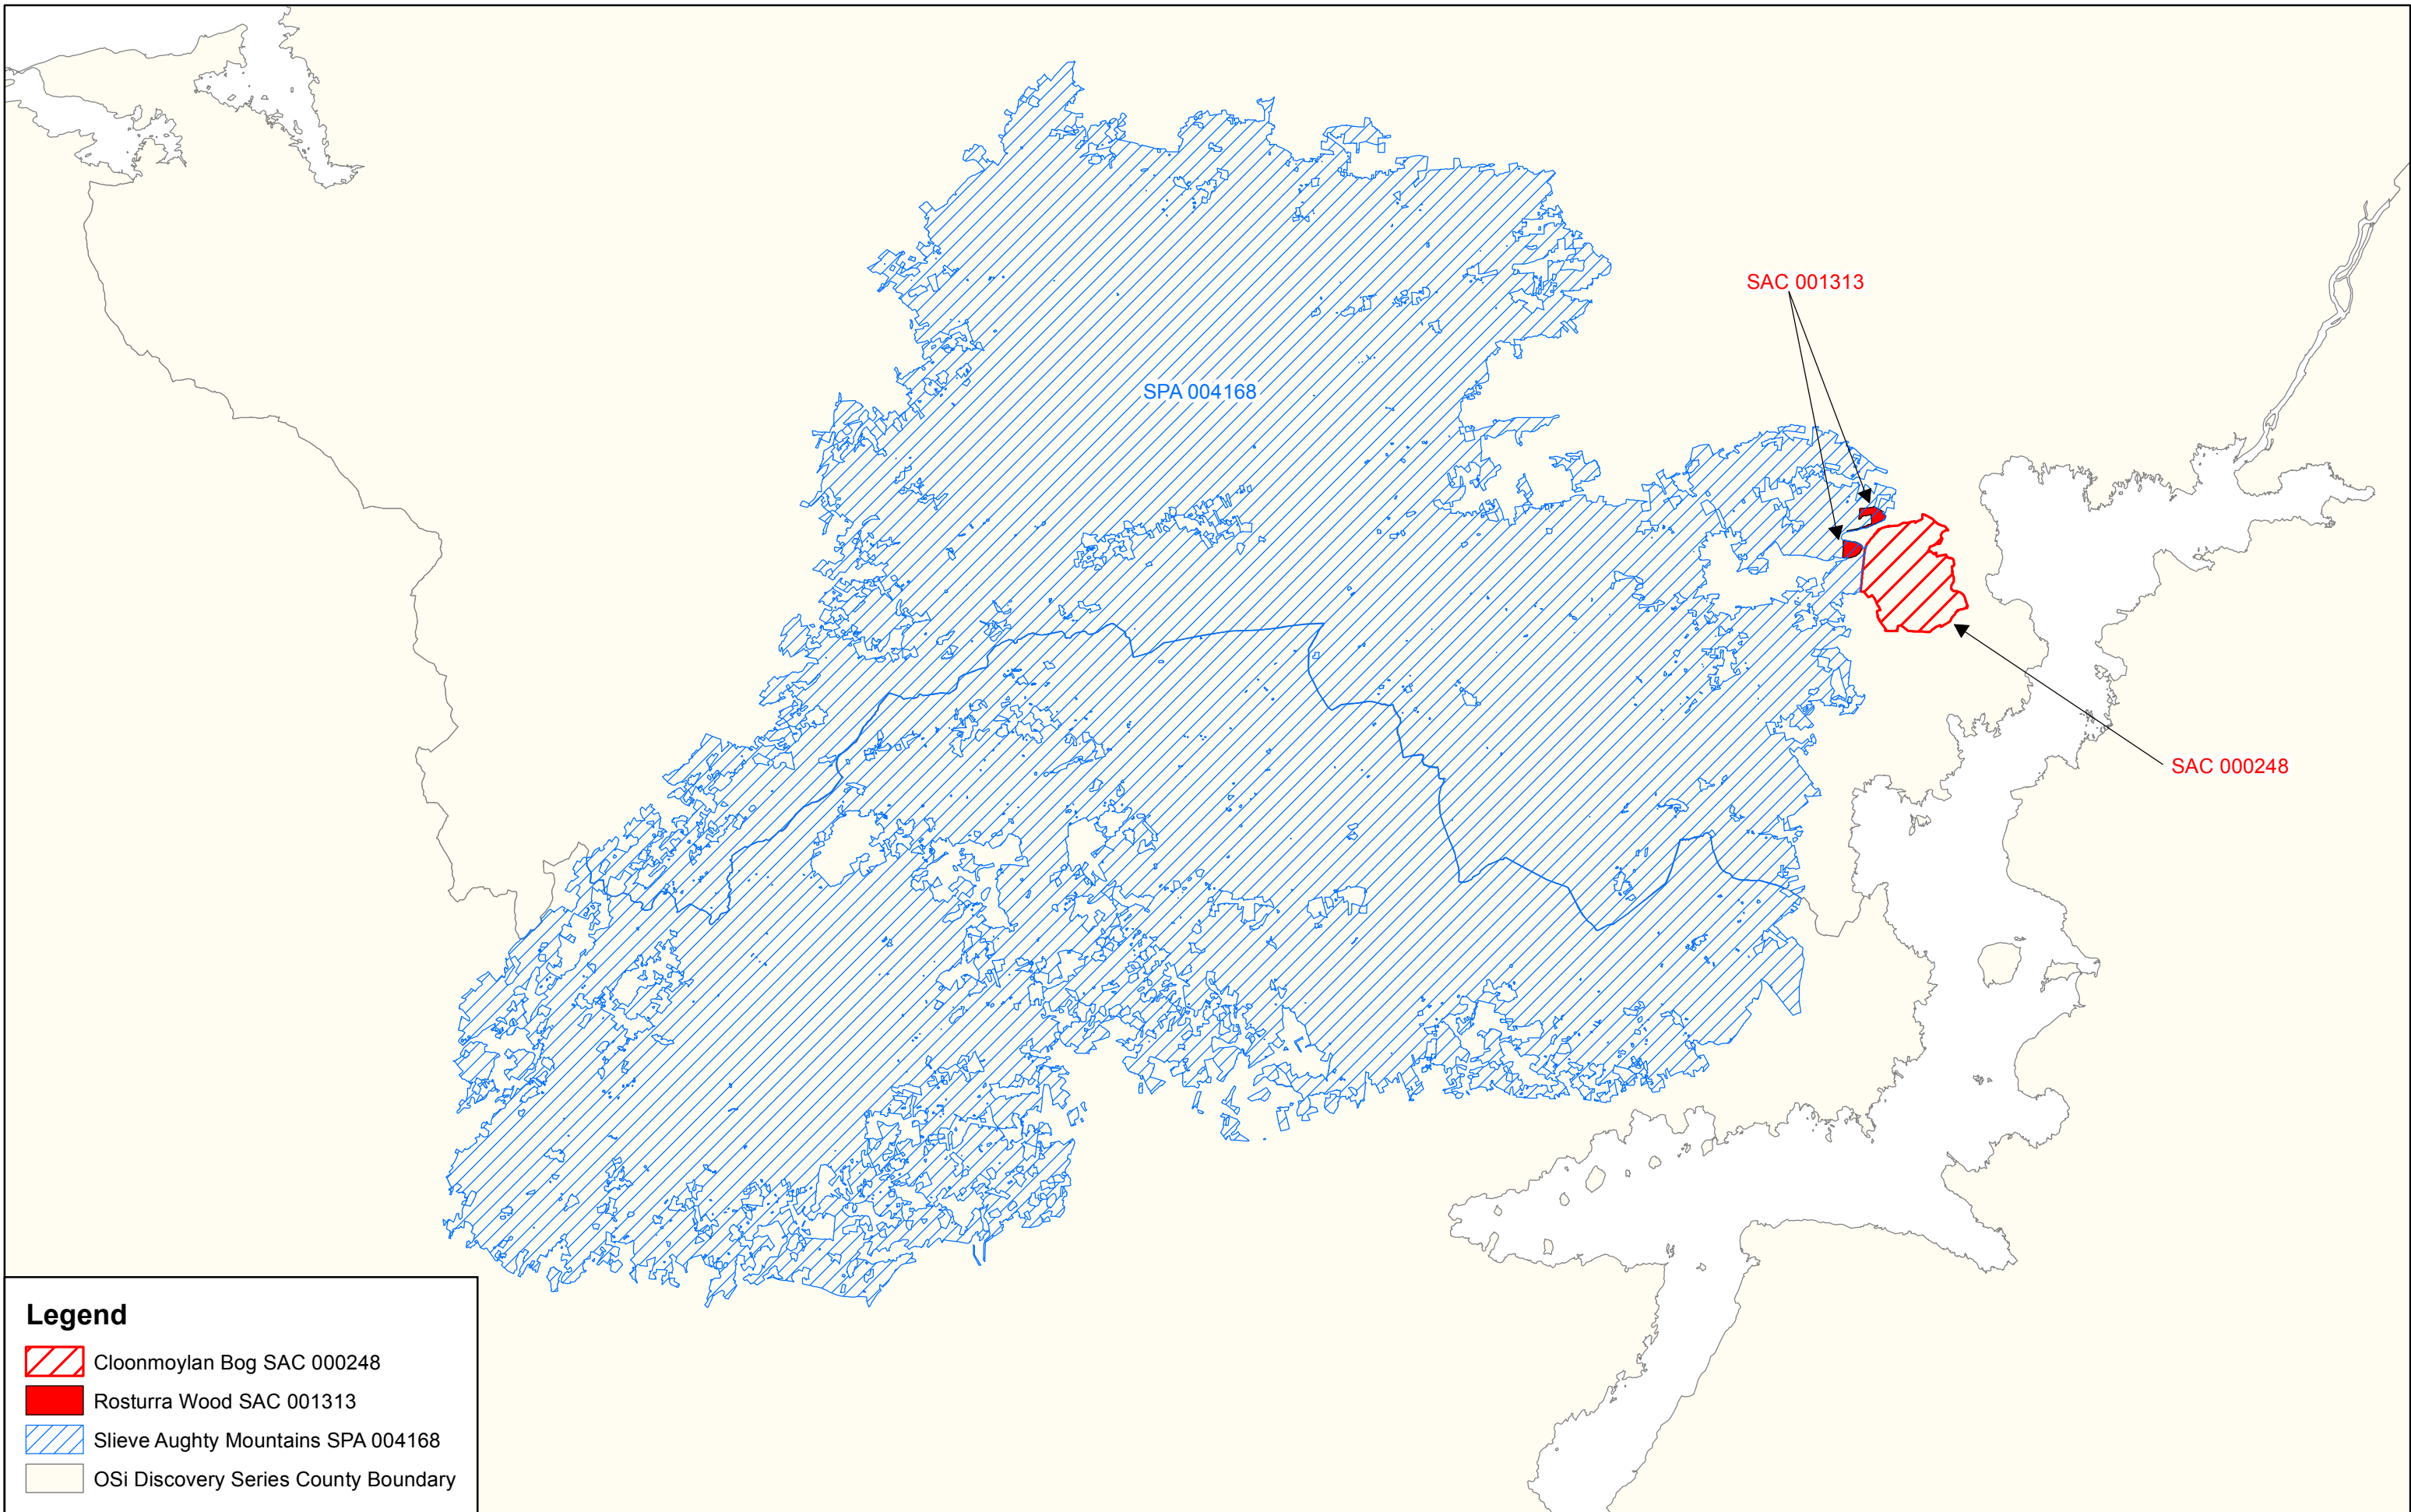 SAC 001313
SPA 004168
SAC 000248
Legend
Cloonmoylan Bog SAC 000248
Rosturra Wood SAC 001313
Slieve Aughty Mountains SPA 004168
OSi Discovery Series County Boundary